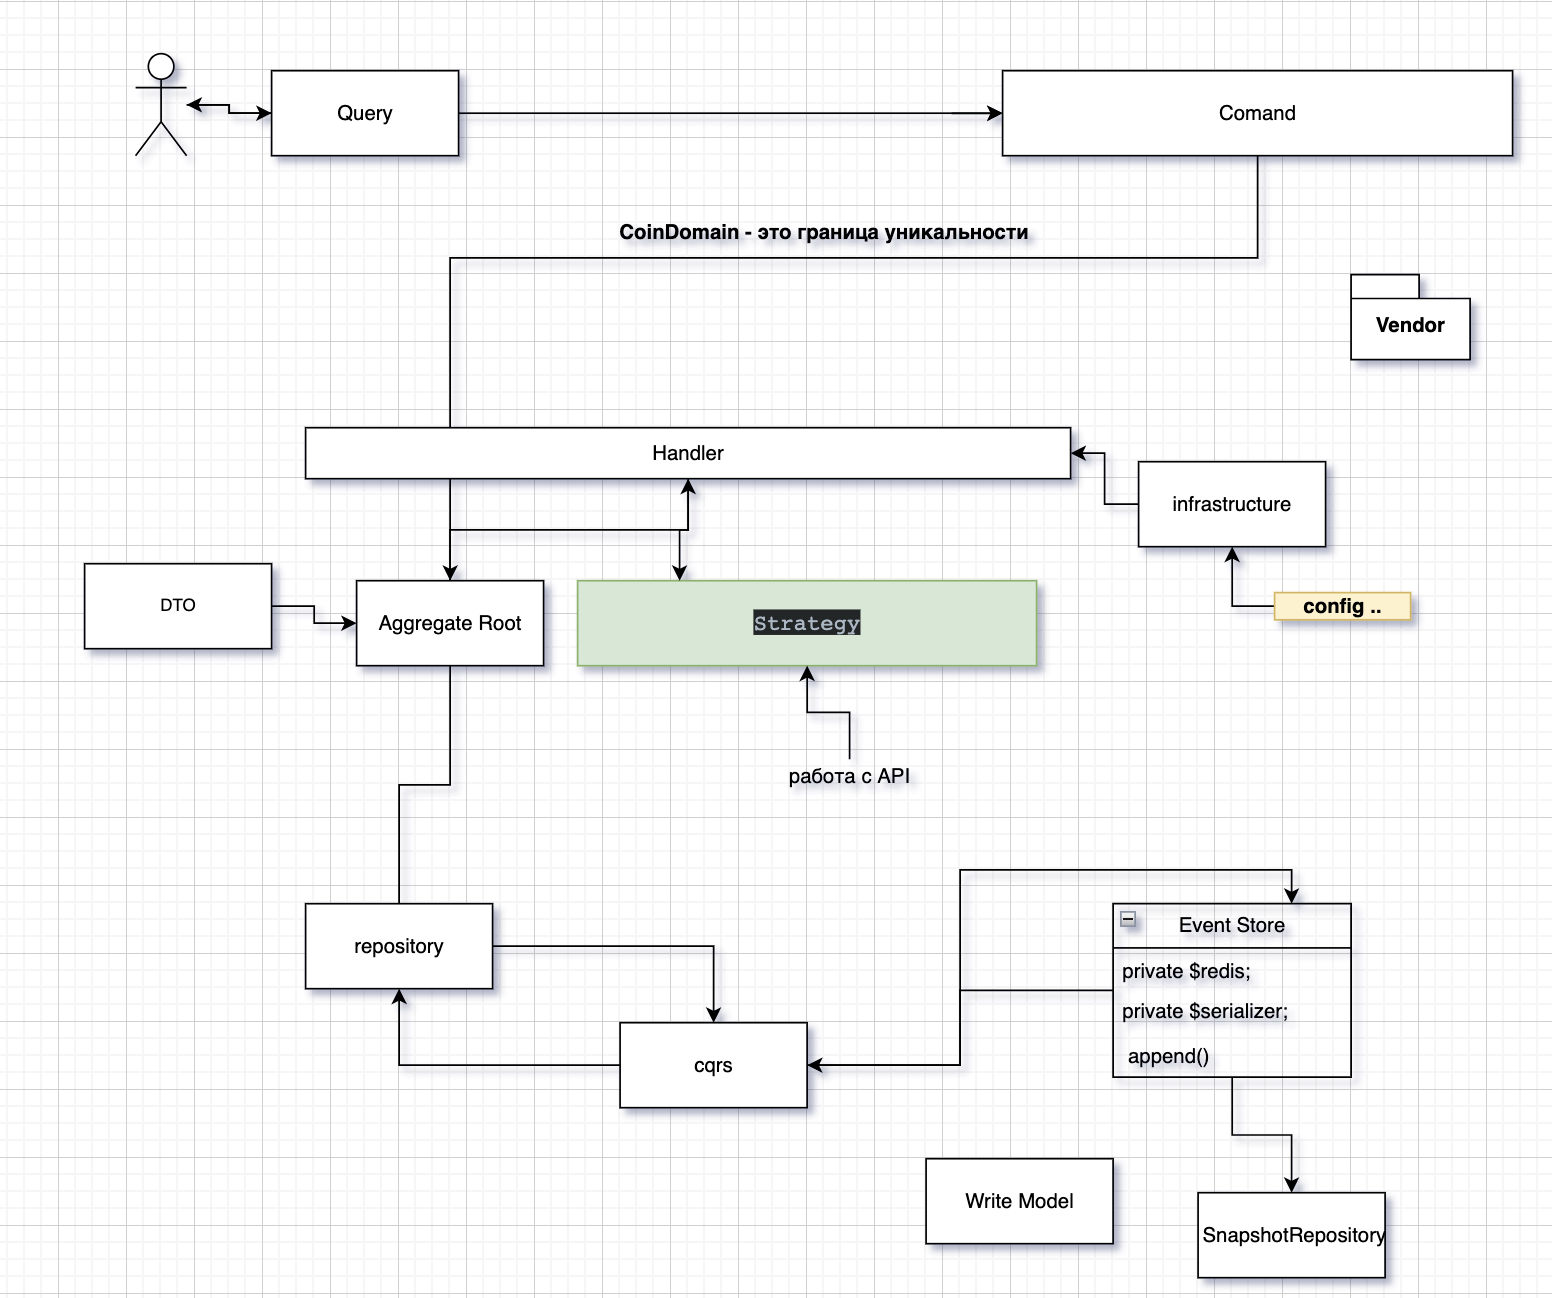 Query
Comand
CoinDomain - это граница уникальности
Vendor
Handler
infrastructure
DTO
Aggregate Root
Strategy
config ..
работа с API
repository
Event Store
private $redis;
private $serializer;
append()
cqrs
Write Model
SnapshotRepository